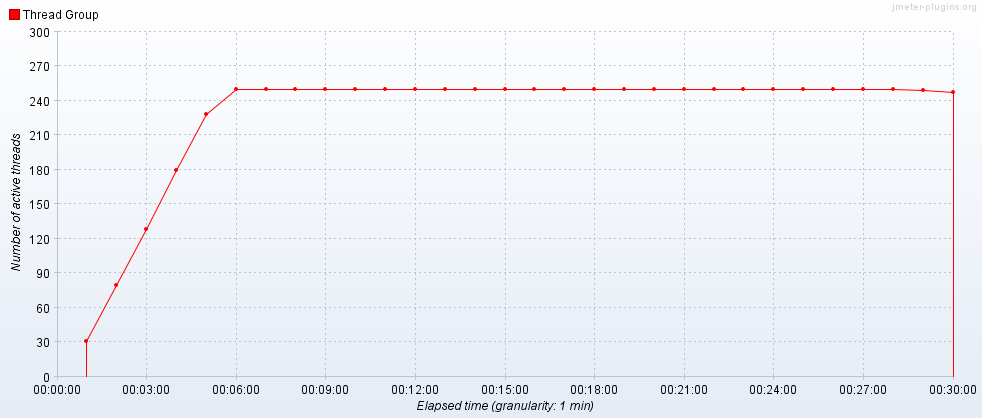 jmeter-plugins.org
Thread Group
300
270
240
210
180
150
120
90
60
30
0
Number of active threads
00:00:00 00:03:00 00:06:00 00:09:00 00:12:00 00:15:00 00:18:00 00:21:00 00:24:00 00:27:00 00:30:00
Elapsed time (granularity: 1 min)